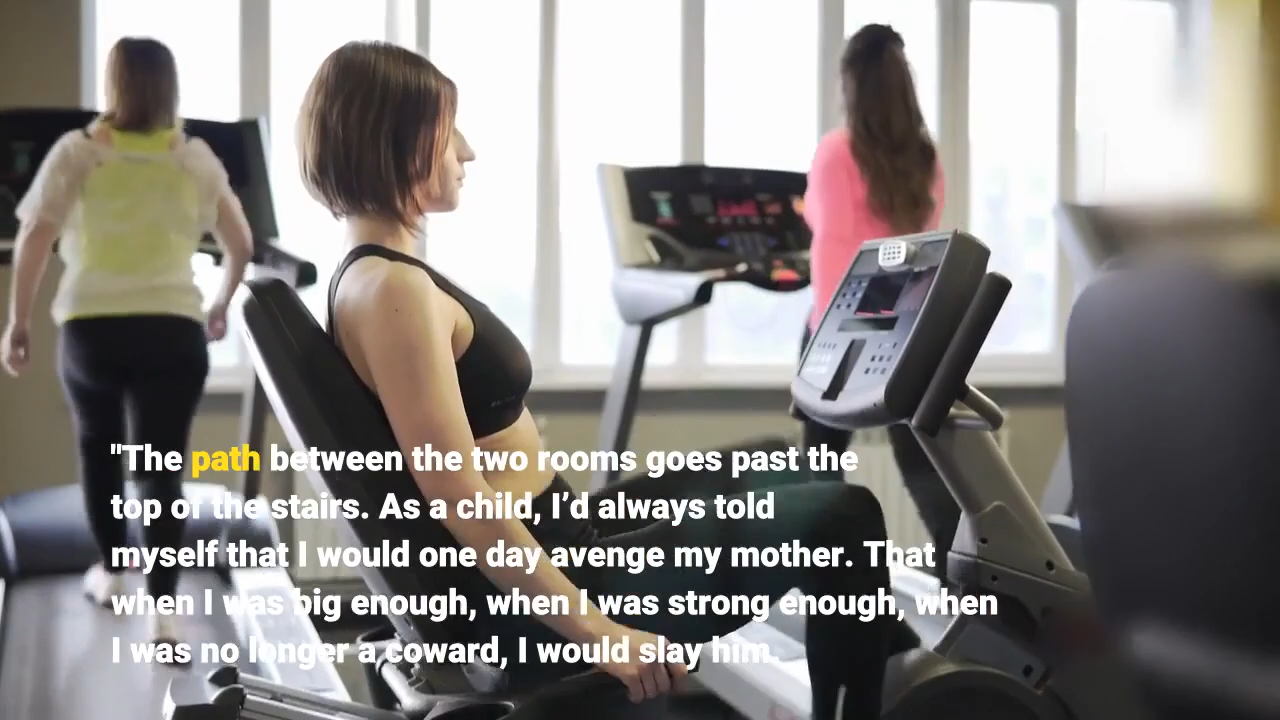 "The path between the two rooms goes past the
top of the stairs. As a child, I’d always told
myself that I would one day avenge my mother. That
when I was big enough, when I was strong enough, when
I was no longer a coward, I would slay him.